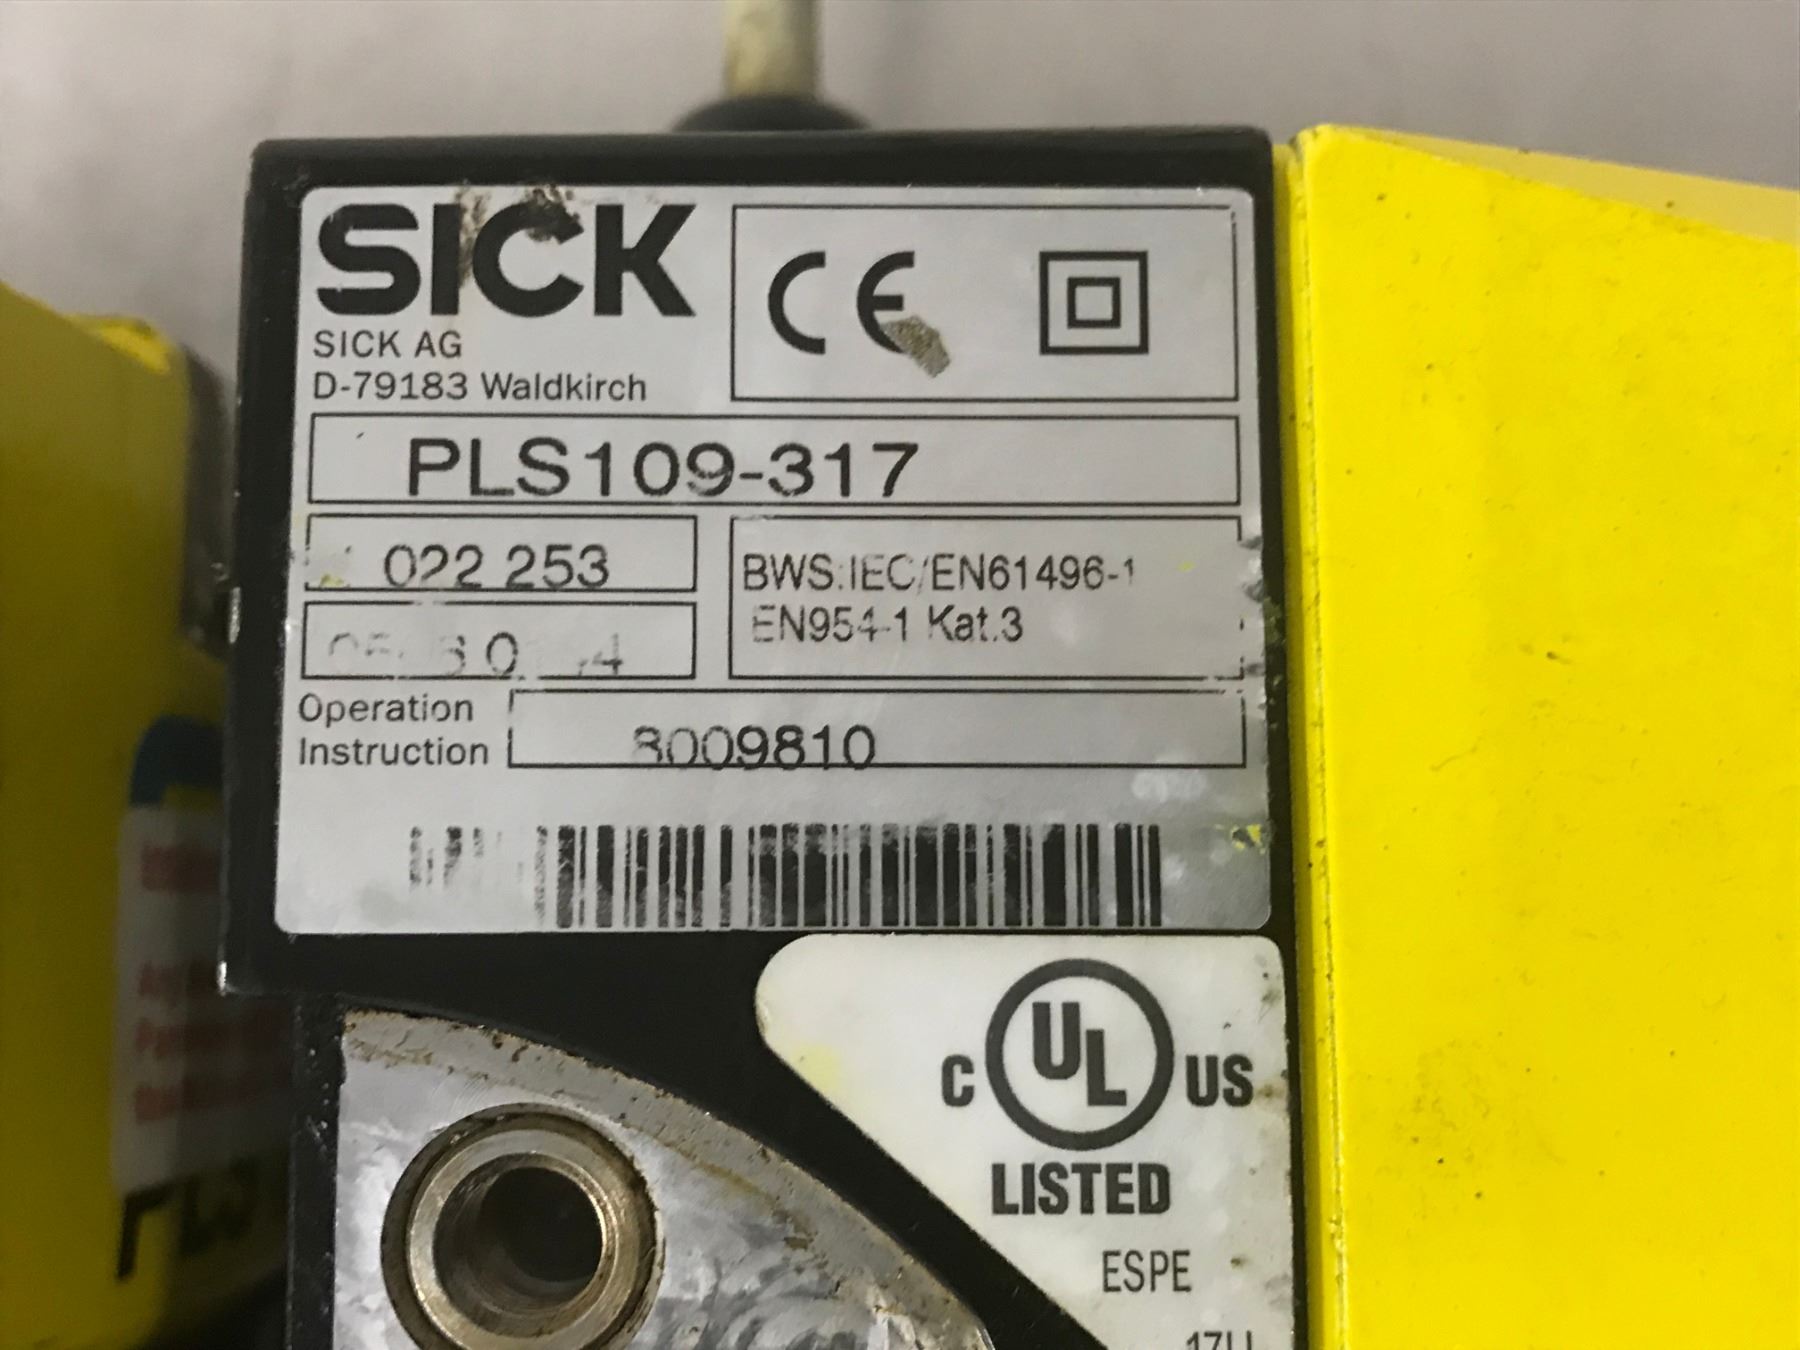 SICK
SICK AG
D-79183 Waldkirch
CE
PLS109-317
022 253
BWS:IEC/EN61496-1
EN954-1 Kat.3
Operation
Instruction
8009810
C UL US
LISTED
ESPE